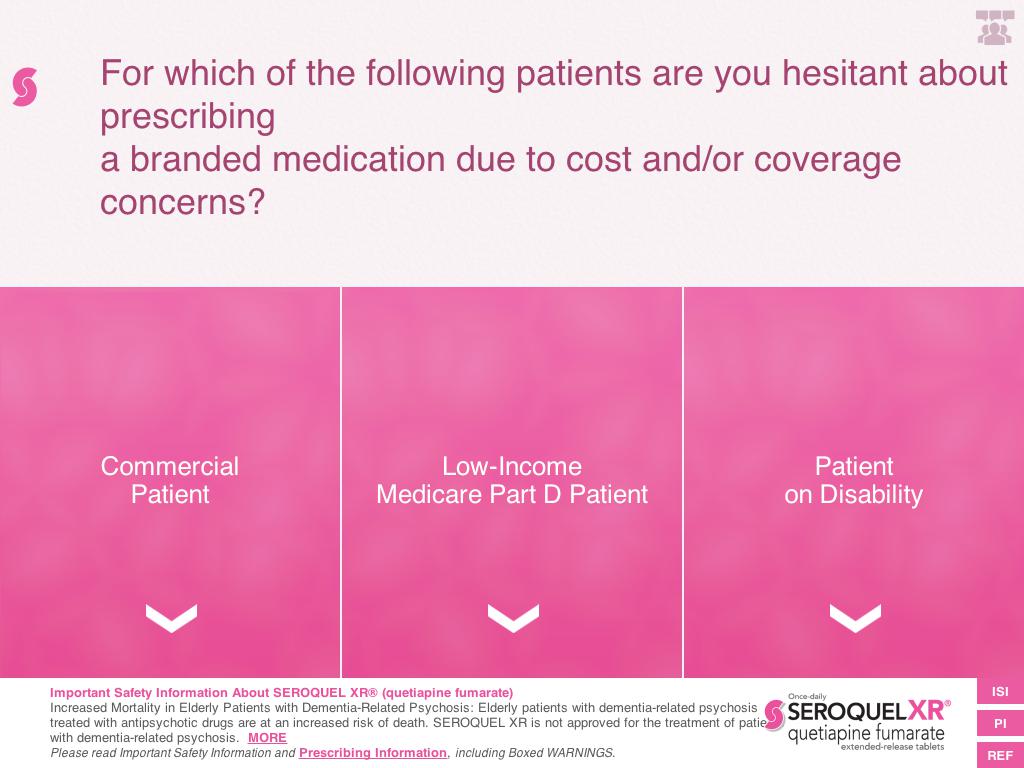 For which of the following patients are you hesitant about
prescribing
a branded medication due to cost and/or coverage
concerns?
Commercial
Patient
Low-Income
Medicare Part D Patient
Patient
on Disability
Important Safety Information About SEROQUEL XR® (quetiapine fumarate)
Increased Mortality in Elderly Patients with Dementia-Related Psychosis: Elderly patients with dementia-related psychosis
treated with antipsychotic drugs are at an increased risk of death. SEROQUEL XR is not approved for the treatment of patie
with dementia-related psychosis. MORE
Please read Important Safety Information and Prescribing Information, including Boxed WARNINGS.
Once-daily
SEROQUEL XR®
quetiapine fumarate
extended-release tablets
ISI
PI
REF